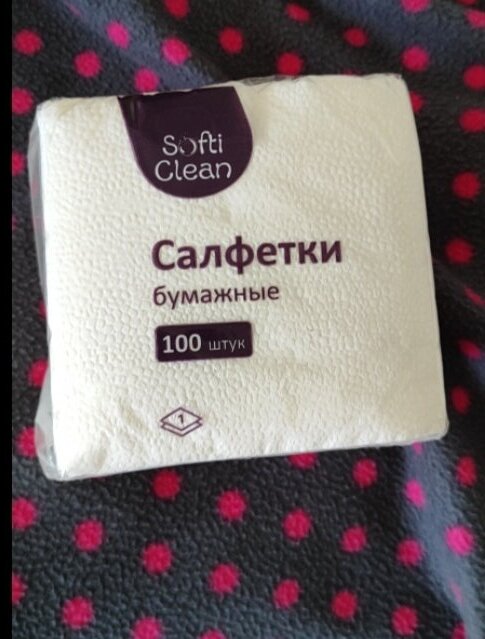 Softi
Clean
Салфетки
бумажные
100 штук
1